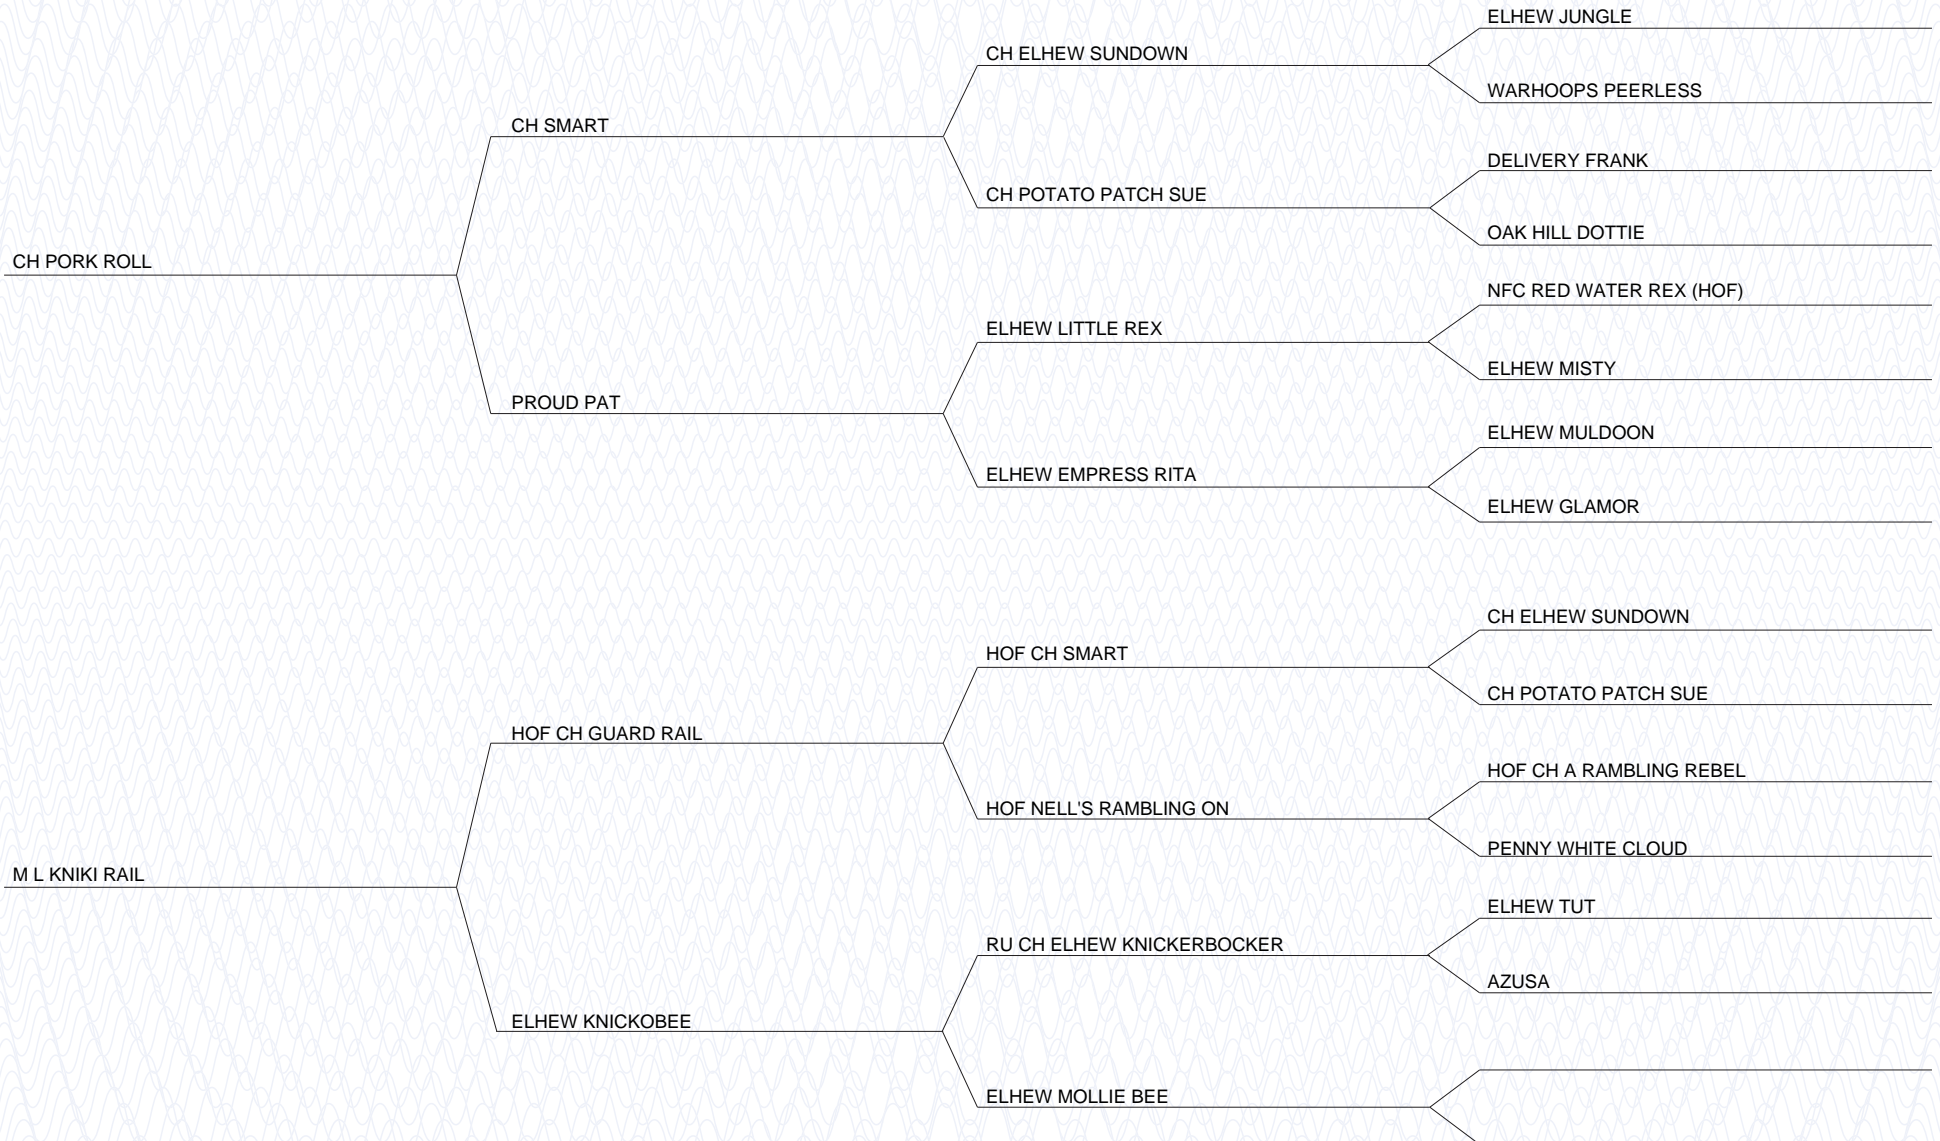 ELHEW JUNGLE
CH ELHEW SUNDOWN
WARHOOPS PEERLESS
CH SMART
DELIVERY FRANK
CH POTATO PATCH SUE
OAK HILL DOTTIE
CH PORK ROLL
NFC RED WATER REX (HOF)
ELHEW LITTLE REX
ELHEW MISTY
PROUD PAT
ELHEW MULDOON
ELHEW EMPRESS RITA
ELHEW GLAMOR
CH ELHEW SUNDOWN
HOF CH SMART
CH POTATO PATCH SUE
HOF CH GUARD RAIL
HOF CH A RAMBLING REBEL
HOF NELL'S RAMBLING ON
PENNY WHITE CLOUD
M L KNIKI RAIL
ELHEW TUT
RU CH ELHEW KNICKERBOCKER
AZUSA
ELHEW KNICKOBEE
ELHEW MOLLIE BEE